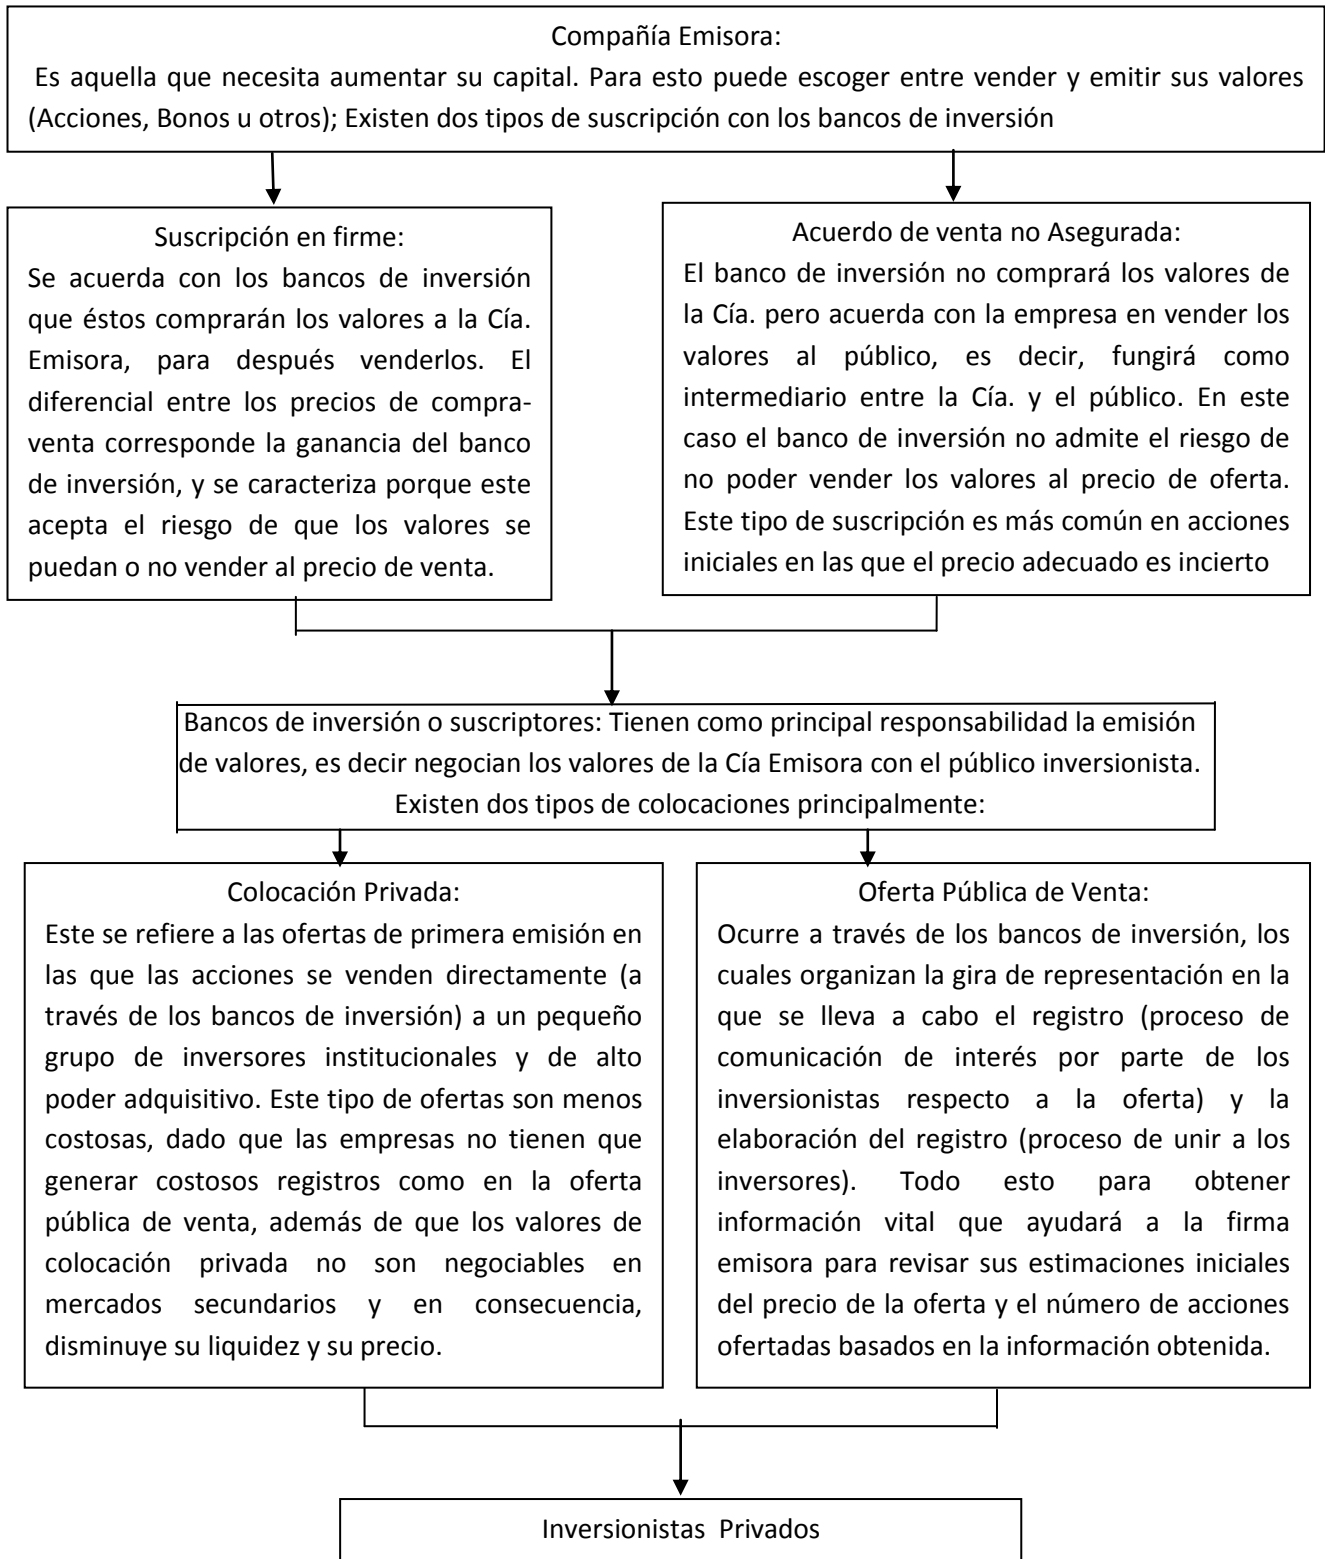 Compañía Emisora:
Es aquella que necesita aumentar su capital. Para esto puede escoger entre vender y emitir sus valores
(Acciones, Bonos u otros); Existen dos tipos de suscripción con los bancos de inversión
Suscripción en firme:
Se acuerda con los bancos de inversión
que éstos comprarán los valores a la Cía.
Emisora, para después venderlos. El
diferencial entre los precios de compra-
venta corresponde la ganancia del banco
de inversión, y se caracteriza porque este
acepta el riesgo de que los valores se
puedan o no vender al precio de venta.
Acuerdo de venta no Asegurada:
El banco de inversión no comprará los valores de
la Cía. pero acuerda con la empresa en vender los
valores al público, es decir, fungirá como
intermediario entre la Cía. y el público. En este
caso el banco de inversión no admite el riesgo de
no poder vender los valores al precio de oferta.
Este tipo de suscripción es más común en acciones
iniciales en las que el precio adecuado es incierto
Bancos de inversión o suscriptores: Tienen como principal responsabilidad la emisión
de valores, es decir negocian los valores de la Cía Emisora con el público inversionista.
Existen dos tipos de colocaciones principalmente:
Colocación Privada:
Este se refiere a las ofertas de primera emisión en
las que las acciones se venden directamente (a
través de los bancos de inversión) a un pequeño
grupo de inversores institucionales y de alto
poder adquisitivo. Este tipo de ofertas son menos
costosas, dado que las empresas no tienen que
generar costosos registros como en la oferta
pública de venta, además de que los valores de
colocación privada no son negociables en
mercados secundarios y en consecuencia,
disminuye su liquidez y su precio.
Oferta Pública de Venta:
Ocurre a través de los bancos de inversión, los
cuales organizan la gira de representación en la
que se lleva a cabo el registro (proceso de
comunicación de interés por parte de los
inversionistas respecto a la oferta) y la
elaboración del registro (proceso de unir a los
inversores). Todo esto para obtener
información vital que ayudará a la firma
emisora para revisar sus estimaciones iniciales
del precio de la oferta y el número de acciones
ofertadas basados en la información obtenida.
Inversionistas Privados